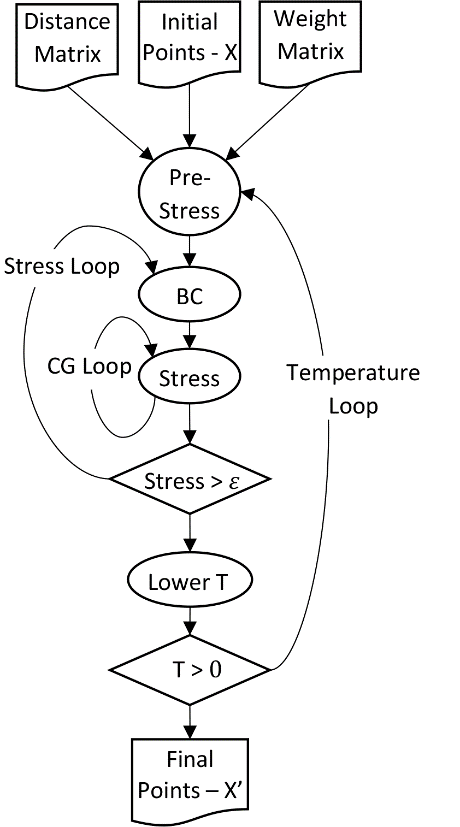 Distance
Matrix
Initial
Points - X
Weight
Matrix
Pre-
Stress
Stress Loop
BC
CG Loop
Stress
Temperature
Loop
Stress > ε
Lower T
T > 0
Final
Points – X’